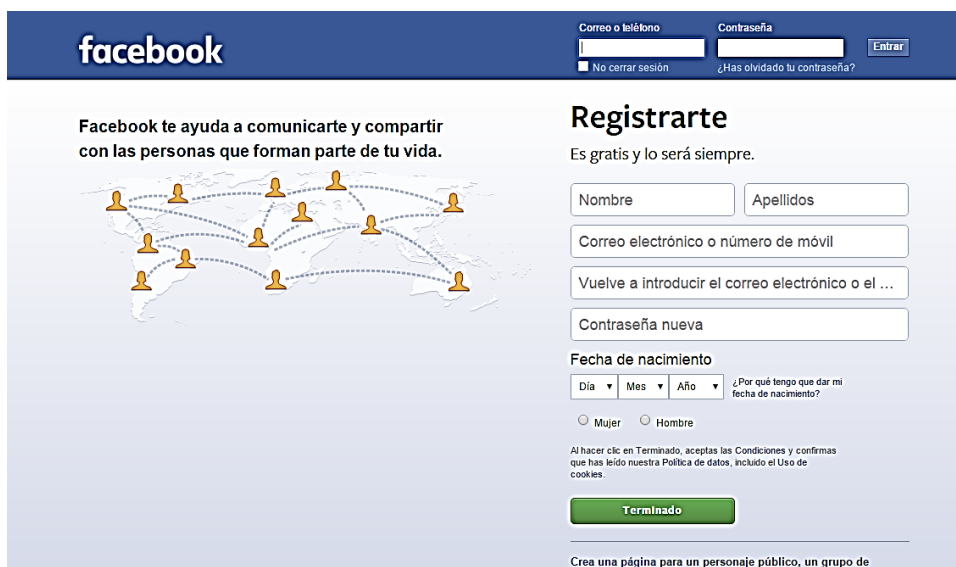 facebook
Correo o teléfono
Contraseña
Entrar
No cerrar sesión
¿Has olvidado tu contraseña?
Facebook te ayuda a comunicarte y compartir
con las personas que forman parte de tu vida.
Registrarte
Es gratis y lo será siempre.
Nombre
Apellidos
Correo electrónico o número de móvil
Vuelve a introducir el correo electrónico o el ...
Contraseña nueva
Fecha de nacimiento
Día
Mes
Año
¿Por qué tengo que dar mi
fecha de nacimiento?
Mujer
Hombre
Al hacer clic en Terminado, aceptas las Condiciones y confirmas
que has leído nuestra Política de datos, incluido el Uso de
cookies.
Terminado
Crea una página para un personaje público, un grupo de